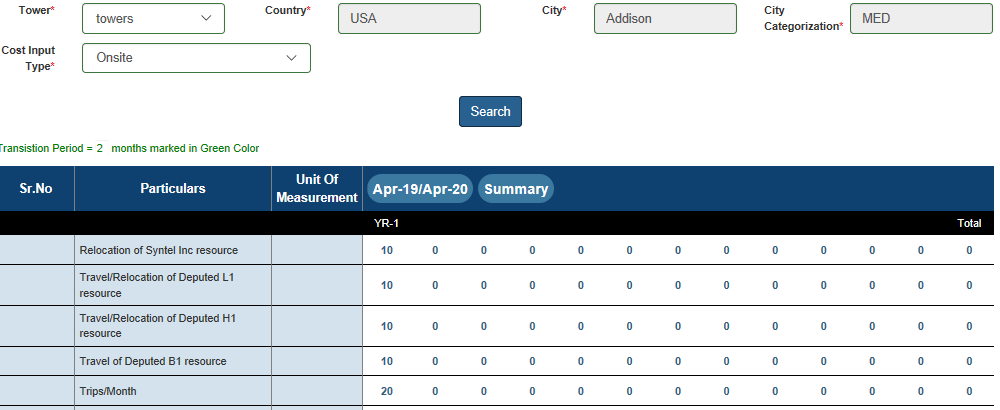 Tower* towers Country* USA City* Addison City Categorization* MED
Cost Input Type* Onsite
Search
Transistion Period = 2 months marked in Green Color
Sr.No Particulars Unit Of Measurement Apr-19/Apr-20 Summary
YR-1 Total
Relocation of Syntel Inc resource 10 0 0 0 0 0 0 0 0 0 0 0 0
Travel/Relocation of Deputed L1 resource 10 0 0 0 0 0 0 0 0 0 0 0 0
Travel/Relocation of Deputed H1 resource 10 0 0 0 0 0 0 0 0 0 0 0 0
Travel of Deputed B1 resource 10 0 0 0 0 0 0 0 0 0 0 0 0
Trips/Month 20 0 0 0 0 0 0 0 0 0 0 0 0